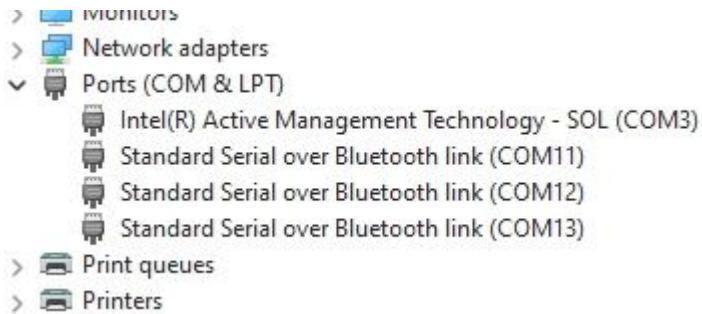 Monitors
Network adapters
Ports (COM & LPT)
Intel(R) Active Management Technology - SOL (COM3)
Standard Serial over Bluetooth link (COM11)
Standard Serial over Bluetooth link (COM12)
Standard Serial over Bluetooth link (COM13)
Print queues
Printers